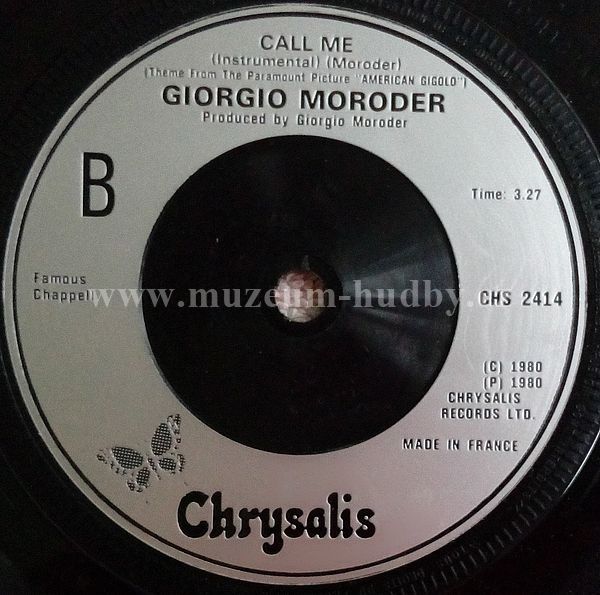 CALL ME
(Instrumental) (Moroder)
(Theme From The Paramount Picture "AMERICAN GIGOLO")
GIORGIO MORODER
Produced by Giorgio Moroder
B
Time: 3.27
Famous
Chappell
www.muzeum-hudby.
CHS 2414
(C) 1980
(P) 1980
CHRYSALIS
RECORDS LTD.
MADE IN FRANCE
Chrysalis